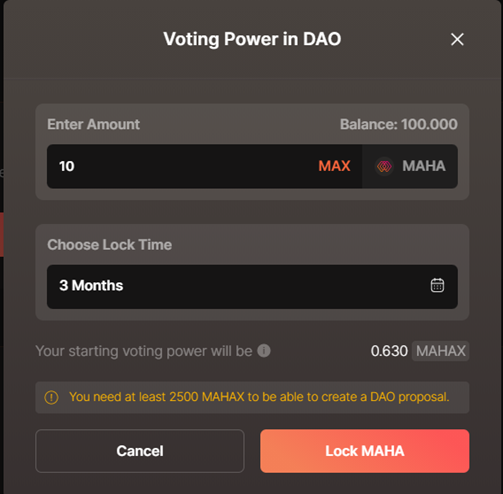 Voting Power in DAO
Enter Amount Balance: 100.000
10 MAX MAHA
Choose Lock Time
3 Months
Your starting voting power will be 0.630 MAHAX
You need at least 2500 MAHAX to be able to create a DAO proposal.
Cancel Lock MAHA